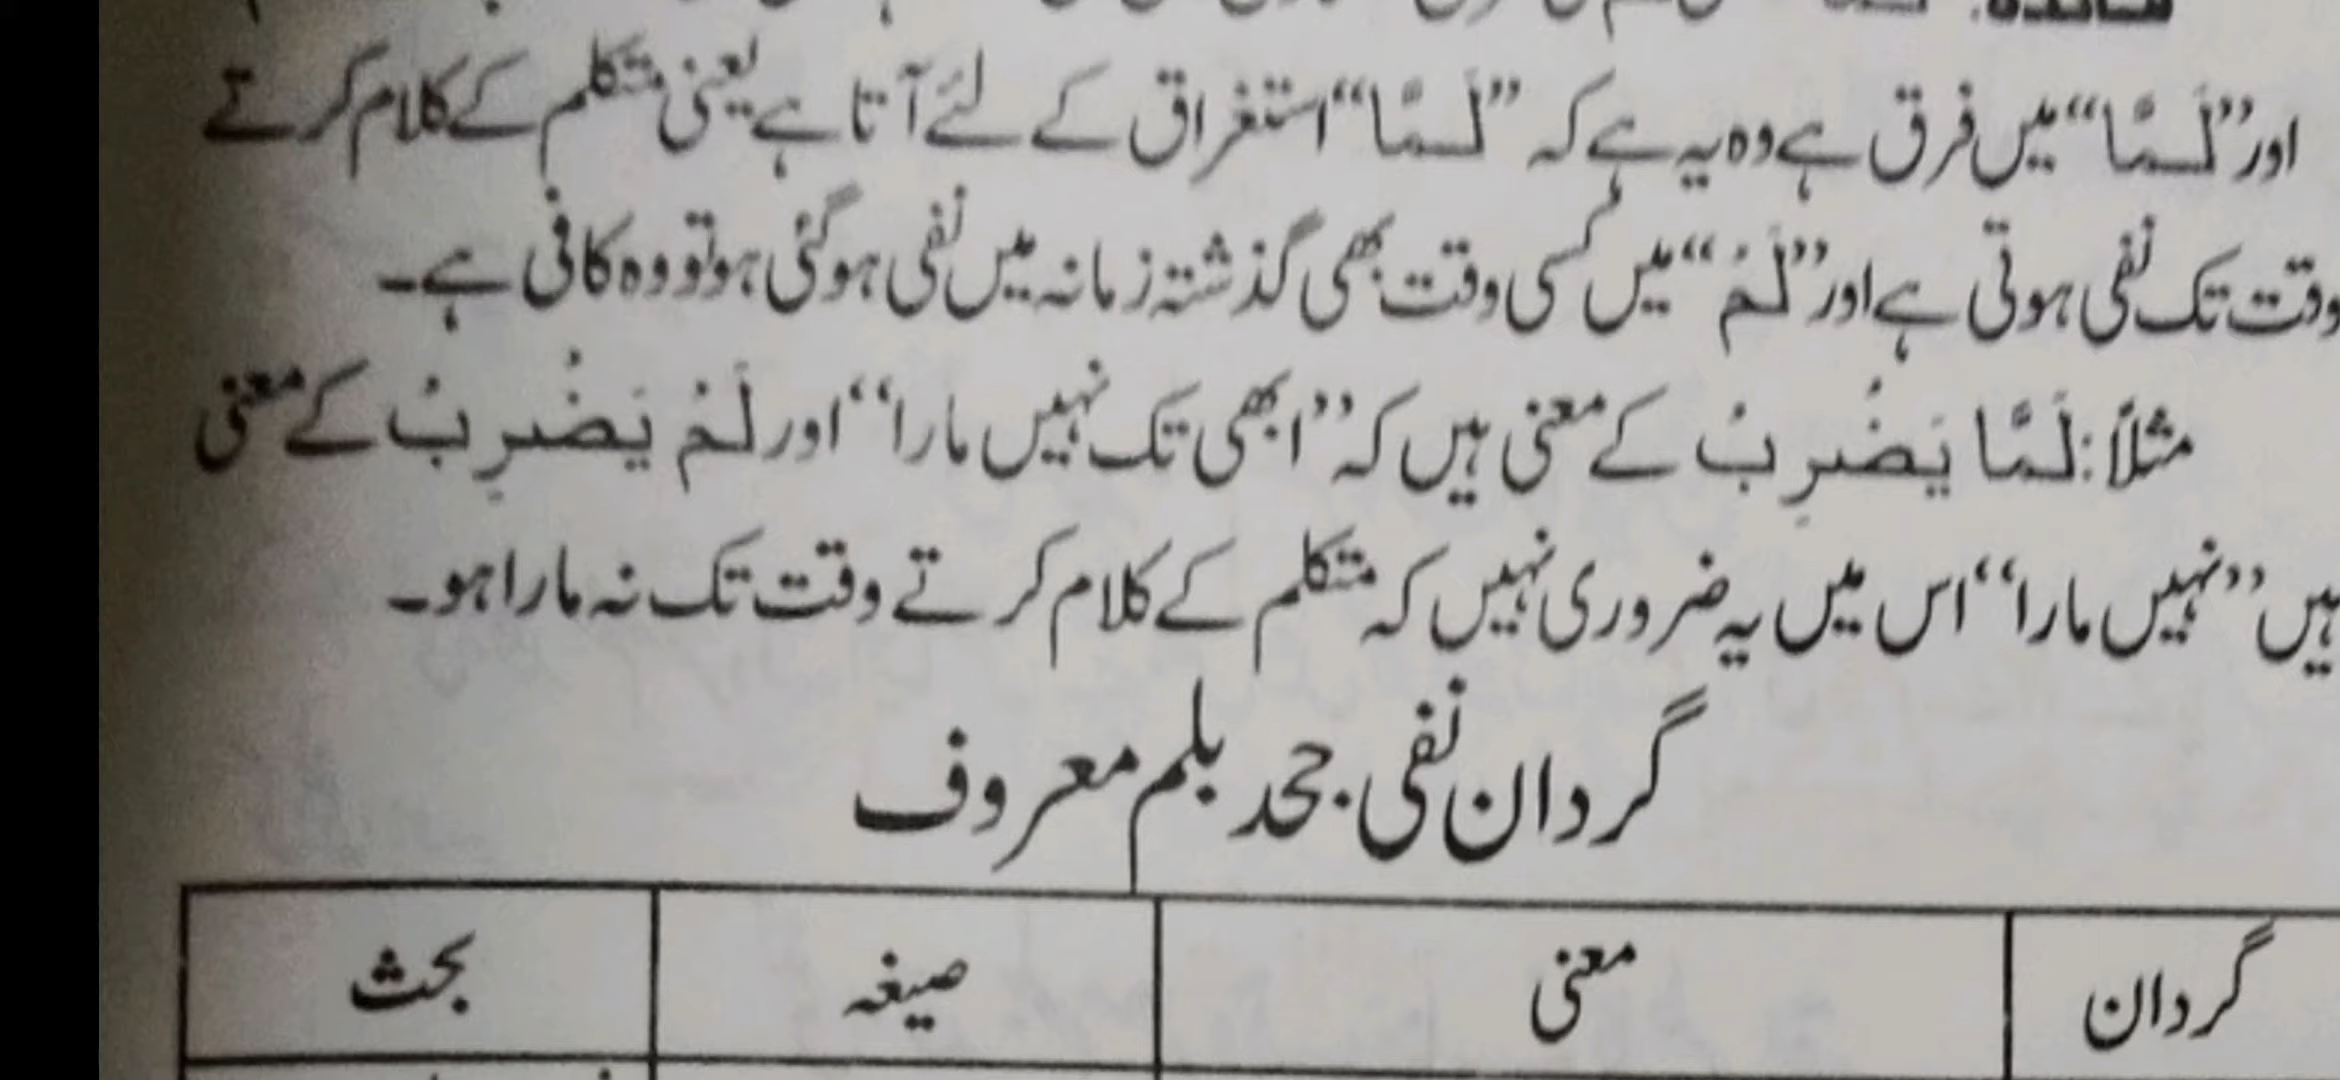 اور ”لَمَّا“ میں فرق ہے وہ یہ ہے کہ ”لَمَّا“ استغراق کے لئے آتا ہے یعنی متکلم کے کلام کرتے
وقت تک نفی ہوتی ہے اور ”لَمْ“ میں کسی وقت بھی گذشتہ زمانہ میں نفی ہوگئی ہو تو وہ کافی ہے۔
مثلاً: لَمَّا يَضْرِبْ کے معنی ہیں کہ ”ابھی تک نہیں مارا“ اور لَمْ يَضْرِبْ کے معنی
ہیں ”نہیں مارا“ اس میں یہ ضروری نہیں کہ متکلم کے کلام کرتے وقت تک نہ مارا ہو۔
گردان نفی جحد بلم معروف
گردان معنی صیغہ بحث